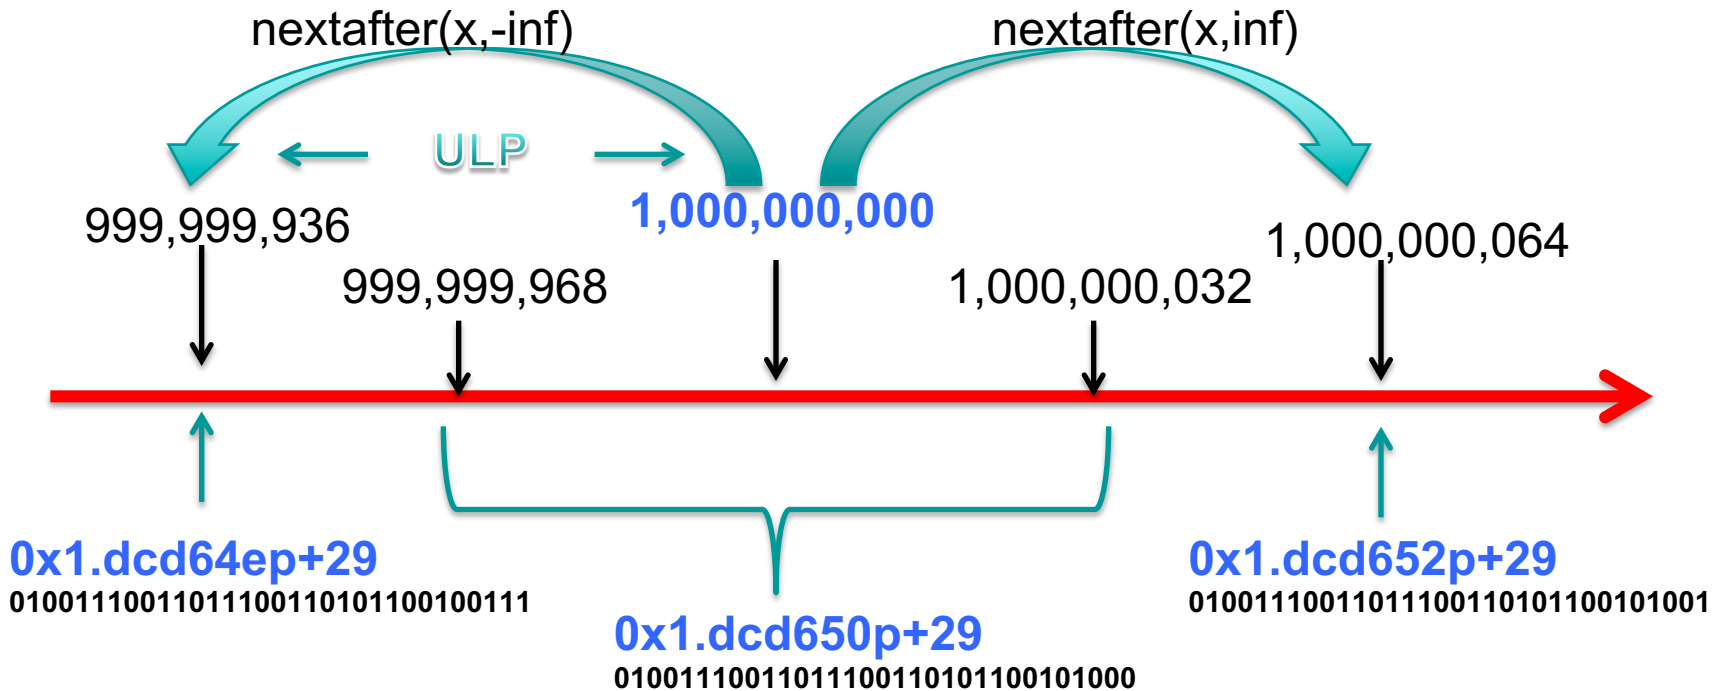 nextafter(x,-inf)
nextafter(x,inf)
ULP
999,999,936
1,000,000,000
1,000,000,064
999,999,968
1,000,000,032
0x1.dcd64ep+29
01001110011011100110101100100111
0x1.dcd652p+29
01001110011011100110101100101001
0x1.dcd650p+29
01001110011011100110101100101000